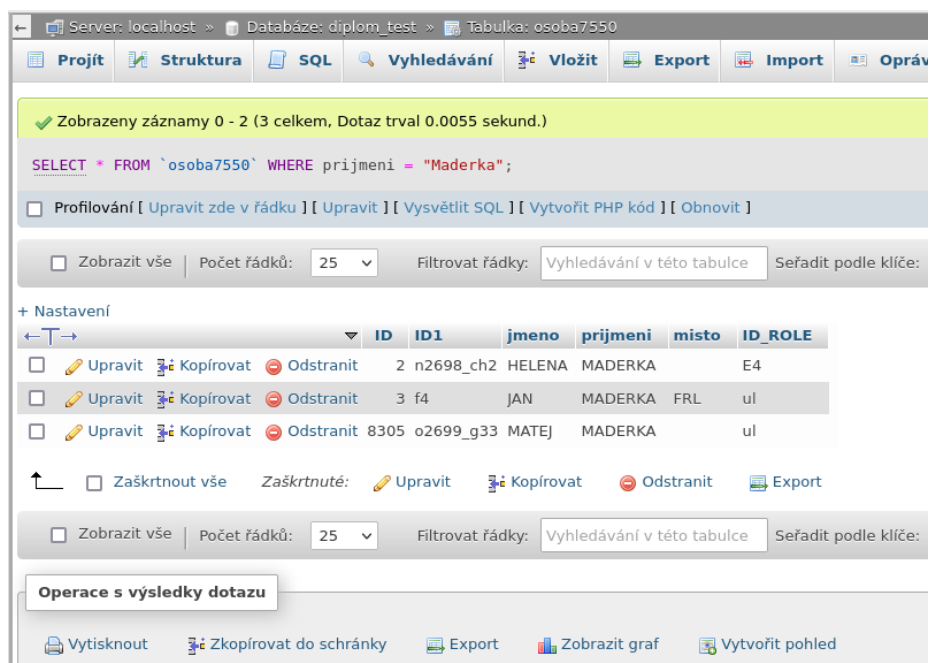 ← Server: localhost » Databáze: diplom_test » Tabulka: osoba7550
Projít Struktura SQL Vyhledávání Vložit Export Import Opráv
Zobrazeny záznamy 0 - 2 (3 celkem, Dotaz trval 0.0055 sekund.)
SELECT * FROM `osoba7550` WHERE prijmeni = "Maderka";
Profilování [ Upravit zde v řádku ] [ Upravit ] [ Vysvětlit SQL ] [ Vytvořit PHP kód ] [ Obnovit ]
Zobrazit vše | Počet řádků: 25 Filtrovat řádky: Vyhledávání v této tabulce Seřadit podle klíče:
+ Nastavení
←T→ ▼ ID ID1 jmeno prijmeni misto ID_ROLE
Upravit Kopírovat Odstranit 2 n2698_ch2 HELENA MADERKA E4
Upravit Kopírovat Odstranit 3 f4 JAN MADERKA FRL ul
Upravit Kopírovat Odstranit 8305 o2699_g33 MATEJ MADERKA ul
Zaškrtnout vše Zaškrtnuté: Upravit Kopírovat Odstranit Export
Zobrazit vše | Počet řádků: 25 Filtrovat řádky: Vyhledávání v této tabulce Seřadit podle klíče:
Operace s výsledky dotazu
Vytisknout Zkopírovat do schránky Export Zobrazit graf Vytvořit pohled